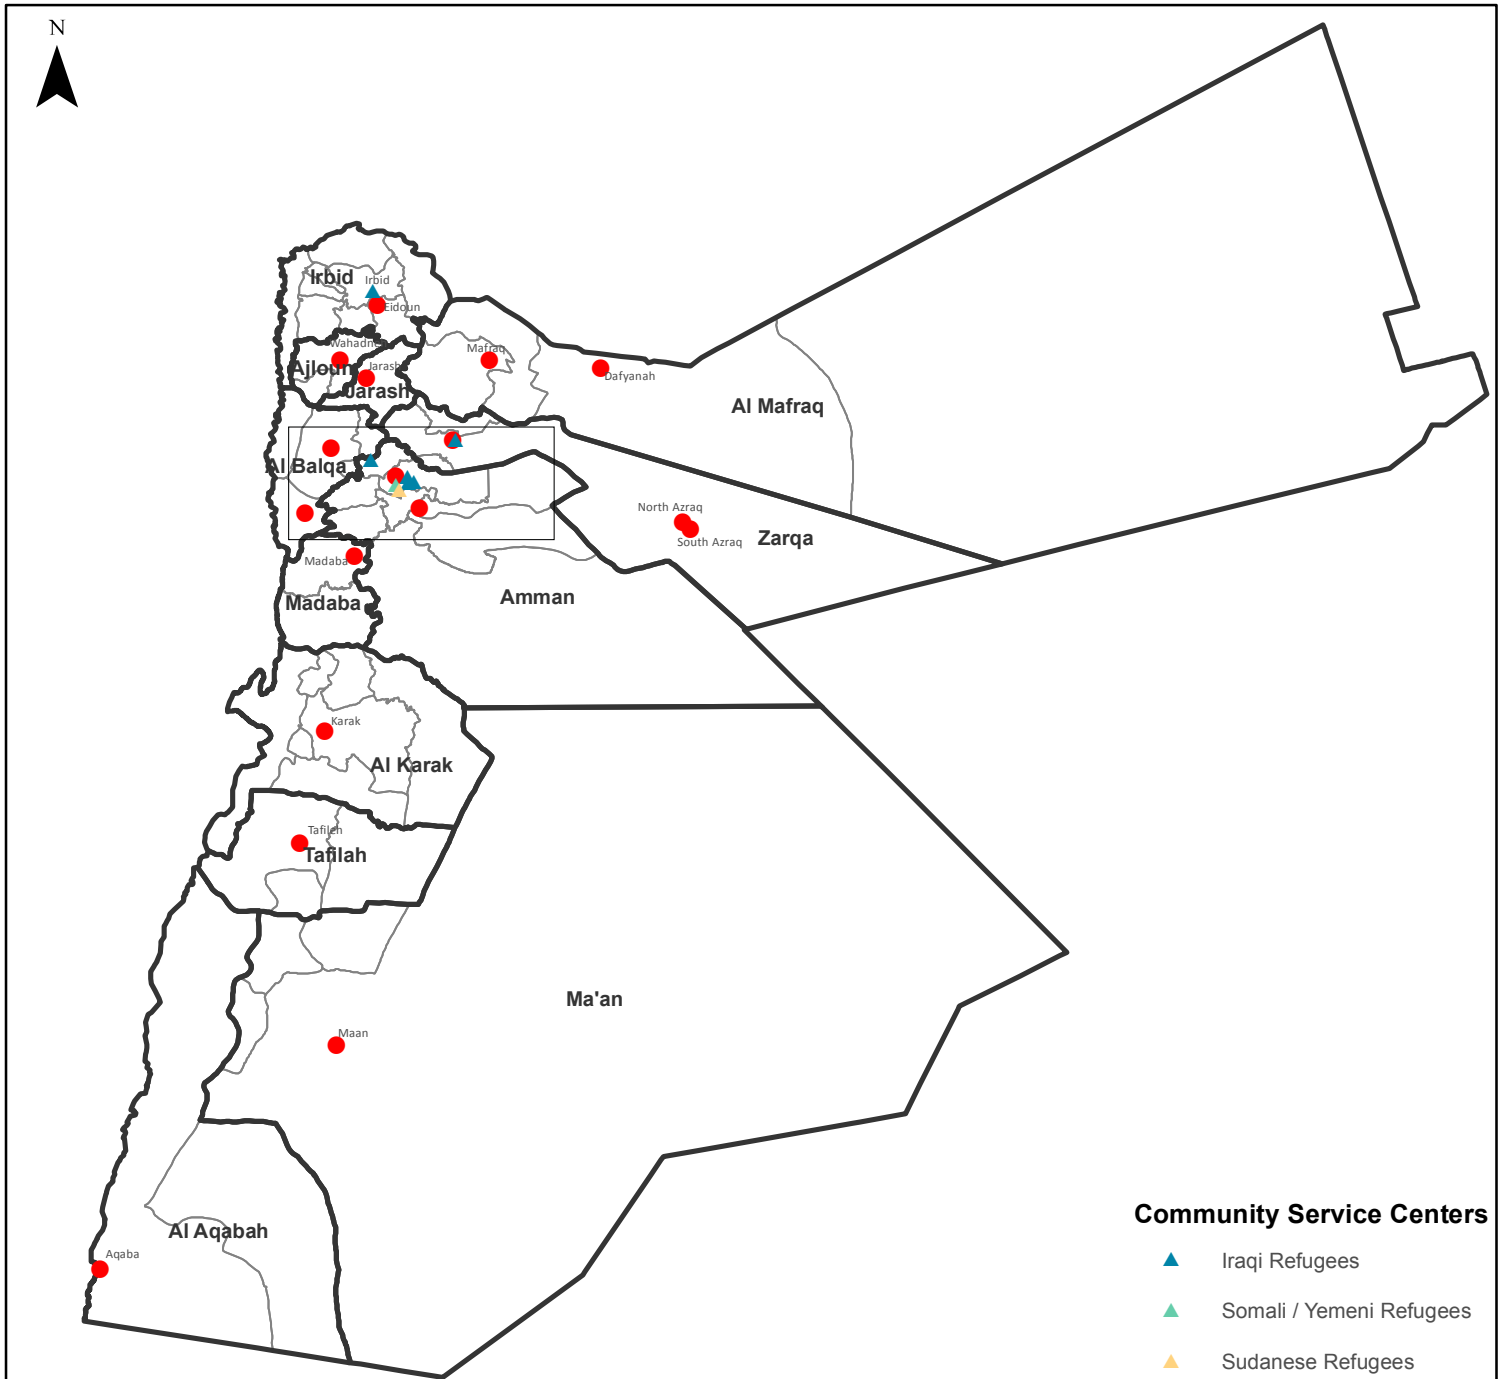 N
Irbid
Irbid
Eidoun
Wahadne
Ajloun
Jarash
Jarash
Mafraq
Dafyanah
Al Mafraq
Al Balqa
North Azraq
South Azraq
Zarqa
Madaba
Madaba
Amman
Karak
Al Karak
Tafileh
Tafilah
Ma'an
Maan
Al Aqabah
Aqaba
Community Service Centers
Iraqi Refugees
Somali / Yemeni Refugees
Sudanese Refugees